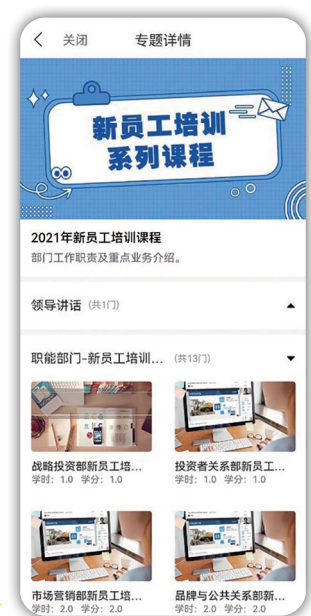 关闭
专题详情
新员工培训
系列课程
2021年新员工培训课程
部门工作职责及重点业务介绍。
领导讲话 (共1门)
职能部门-新员工培训... (共13门)
战略投资部新员工培...
学时: 1.0 学分: 1.0
投资者关系部新员工...
学时: 1.0 学分: 1.0
市场营销部新员工培...
学时: 2.0 学分: 2.0
品牌与公共关系部新...
学时: 2.0 学分: 2.0